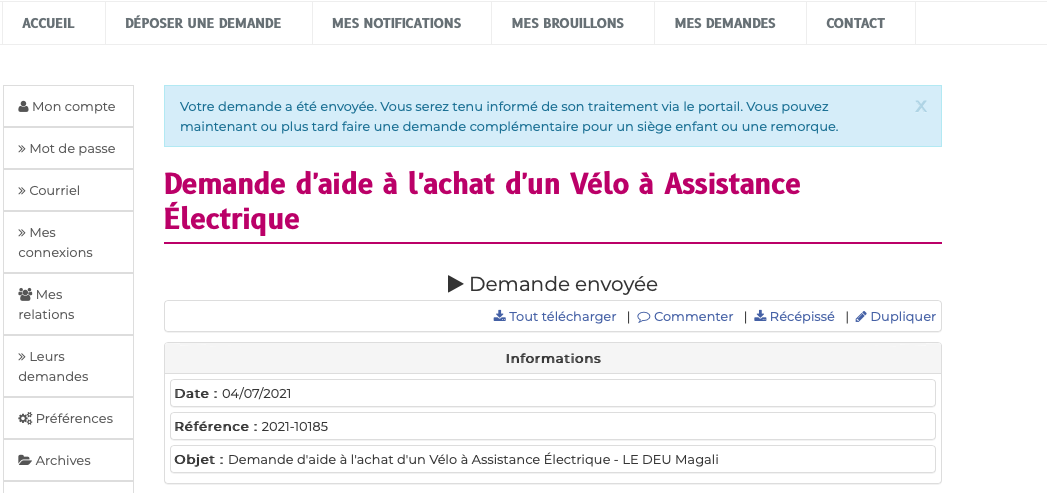 ACCUEIL DÉPOSER UNE DEMANDE MES NOTIFICATIONS MES BROUILLONS MES DEMANDES CONTACT
Mon compte
» Mot de passe
» Courriel
» Mes
connexions
Mes
relations
» Leurs
demandes
Préférences
Archives
Votre demande a été envoyée. Vous serez tenu informé de son traitement via le portail. Vous pouvez
maintenant ou plus tard faire une demande complémentaire pour un siège enfant ou une remorque.
X
Demande d'aide à l'achat d'un Vélo à Assistance
Électrique
Demande envoyée
Tout télécharger | Commenter | Récépissé | Dupliquer
Informations
Date : 04/07/2021
Référence : 2021-10185
Objet : Demande d'aide à l'achat d'un Vélo à Assistance Électrique - LE DEU Magali